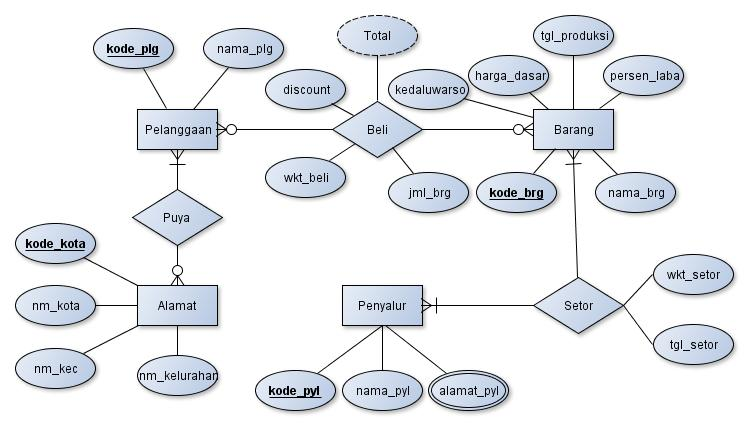 Total
tgl_produksi
kode_plg
nama_plg
harga_dasar
persen_laba
discount
kedaluwarso
Pelanggaan
Beli
Barang
wkt_beli
jml_brg
kode_brg
nama_brg
Puya
kode_kota
wkt_setor
nm_kota
Alamat
Penyalur
Setor
tgl_setor
nm_kec
nm_kelurahan
kode_pyl
nama_pyl
alamat_pyl